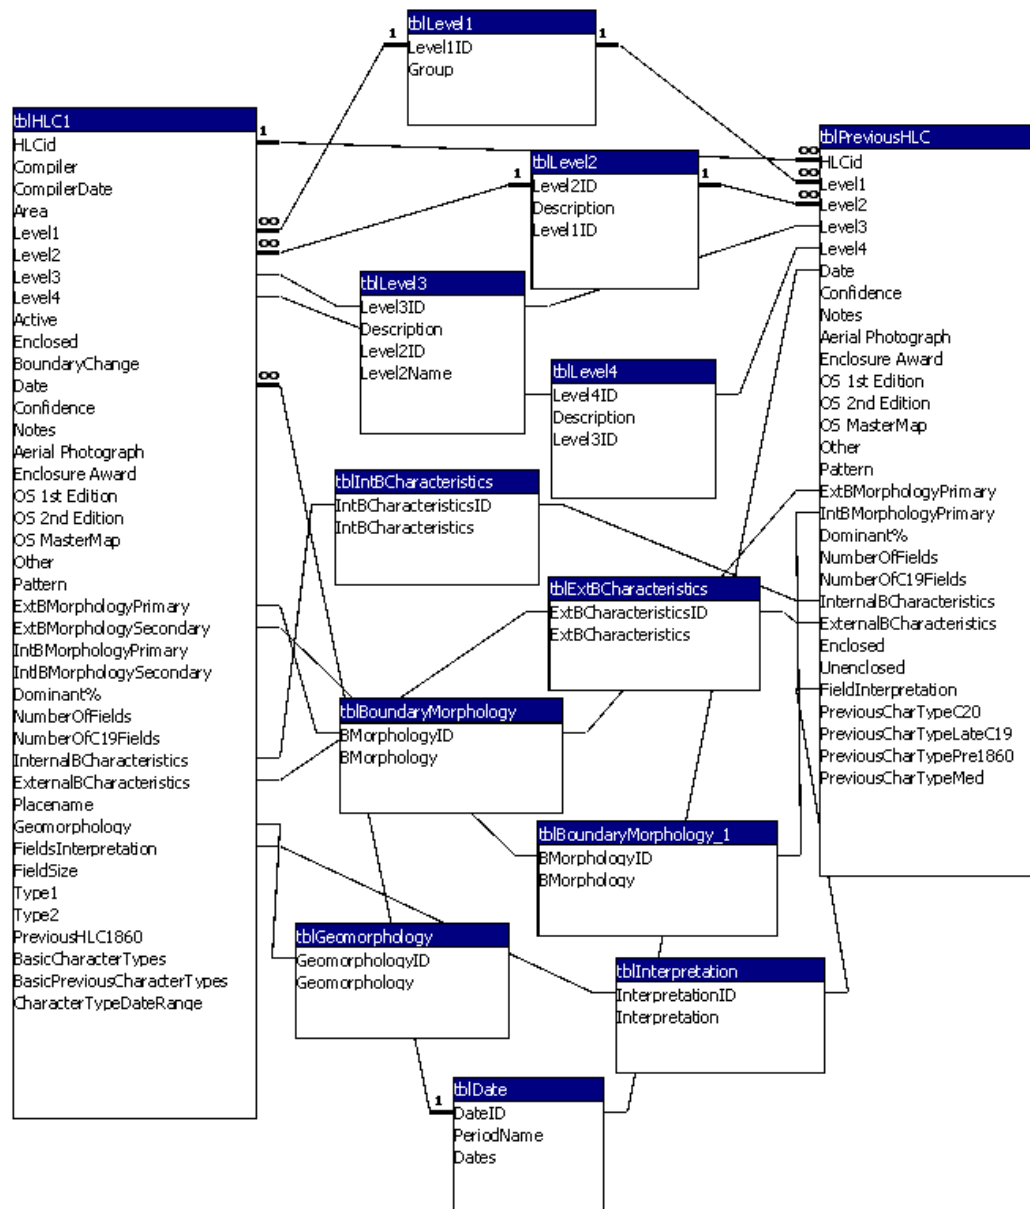 tblLevel1
1
1
Level1ID
Group
tblHLC1
1
HLCid
Compiler
CompilerDate
Area
∞
Level1
∞
Level2
Level3
Level4
Active
Enclosed
BoundaryChange
∞
Date
Confidence
Notes
Aerial Photograph
Enclosure Award
OS 1st Edition
OS 2nd Edition
OS MasterMap
Other
Pattern
ExtBMorphologyPrimary
ExtBMorphologySecondary
IntBMorphologyPrimary
IntlBMorphologySecondary
Dominant%
NumberOfFields
NumberOfC19Fields
InternalBCharacteristics
ExternalBCharacteristics
Placename
Geomorphology
FieldsInterpretation
FieldSize
Type1
Type2
PreviousHLC1860
BasicCharacterTypes
BasicPreviousCharacterTypes
CharacterTypeDateRange
tblLevel2
1
1
Level2ID
Description
Level1ID
tblLevel3
Level3ID
Description
Level2ID
Level2Name
tblLevel4
Level4ID
Description
Level3ID
tblIntBCharacteristics
IntBCharacteristicsID
IntBCharacteristics
tblExtBCharacteristics
ExtBCharacteristicsID
ExtBCharacteristics
tblBoundaryMorphology
BMorphologyID
BMorphology
tblBoundaryMorphology_1
BMorphologyID
BMorphology
tblGeomorphology
GeomorphologyID
Geomorphology
tblInterpretation
InterpretationID
Interpretation
tblDate
1
DateID
PeriodName
Dates
tblPreviousHLC
∞
HLCid
∞
Level1
∞
Level2
Level3
Level4
Date
Confidence
Notes
Aerial Photograph
Enclosure Award
OS 1st Edition
OS 2nd Edition
OS MasterMap
Other
Pattern
ExtBMorphologyPrimary
IntBMorphologyPrimary
Dominant%
NumberOfFields
NumberOfC19Fields
InternalBCharacteristics
ExternalBCharacteristics
Enclosed
Unenclosed
FieldInterpretation
PreviousCharTypeC20
PreviousCharTypeLateC19
PreviousCharTypePre1860
PreviousCharTypeMed